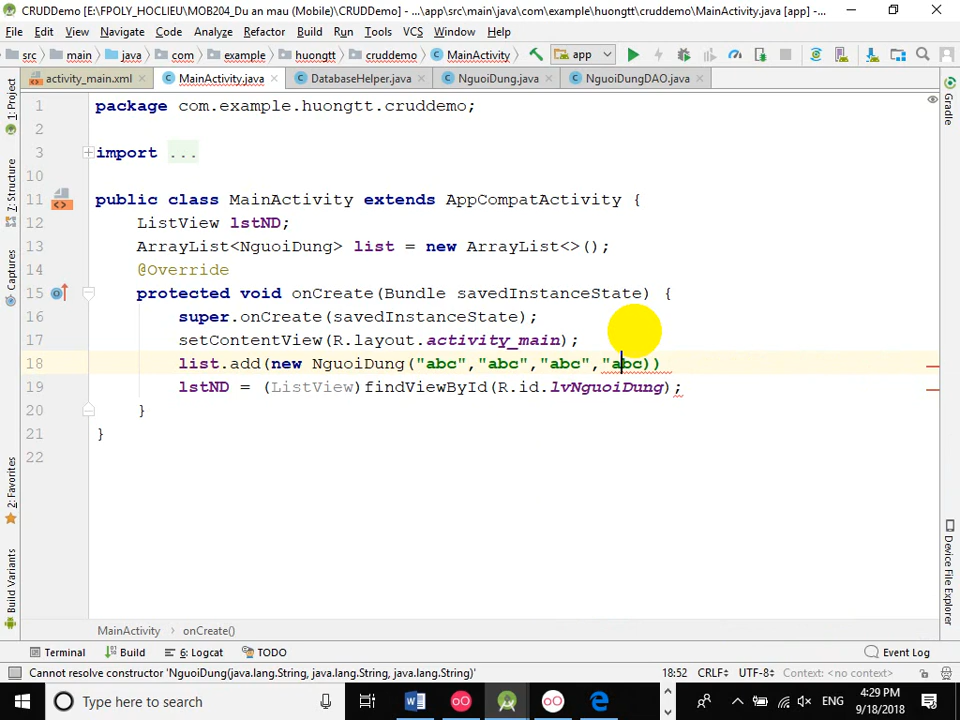 CRUDDemo [E:\FPOLY_HOCLIEU\MOB204_Du an mau (Mobile)\CRUDDemo] - ...\app\src\main\java\com\example\huongtt\cruddemo\MainActivity.java [app] -...
File Edit View Navigate Code Analyze Refactor Build Run Tools VCS Window Help
src main java com example huongtt cruddemo MainActivity app
activity_main.xml MainActivity.java DatabaseHelper.java NguoiDung.java NguoiDungDAO.java
1: Project
Z: Structure
Captures
2: Favorites
Build Variants
Gradle
Device File Explorer
1 package com.example.huongtt.cruddemo;
2
3 import ...
10
11 public class MainActivity extends AppCompatActivity {
12 ListView lstND;
13 ArrayList<NguoiDung> list = new ArrayList<>();
14 @Override
15 protected void onCreate(Bundle savedInstanceState) {
16 super.onCreate(savedInstanceState);
17 setContentView(R.layout.activity_main);
18 list.add(new NguoiDung("abc","abc","abc","abc))
19 lstND = (ListView)findViewById(R.id.lvNguoiDung);
20 }
21 }
22
MainActivity onCreate()
Terminal Build 6: Logcat TODO Event Log
Cannot resolve constructor 'NguoiDung(java.lang.String, java.lang.String, java.lang.String)' 18:52 CRLF UTF-8 Context: <no context>
Type here to search ENG 4:29 PM
9/18/2018